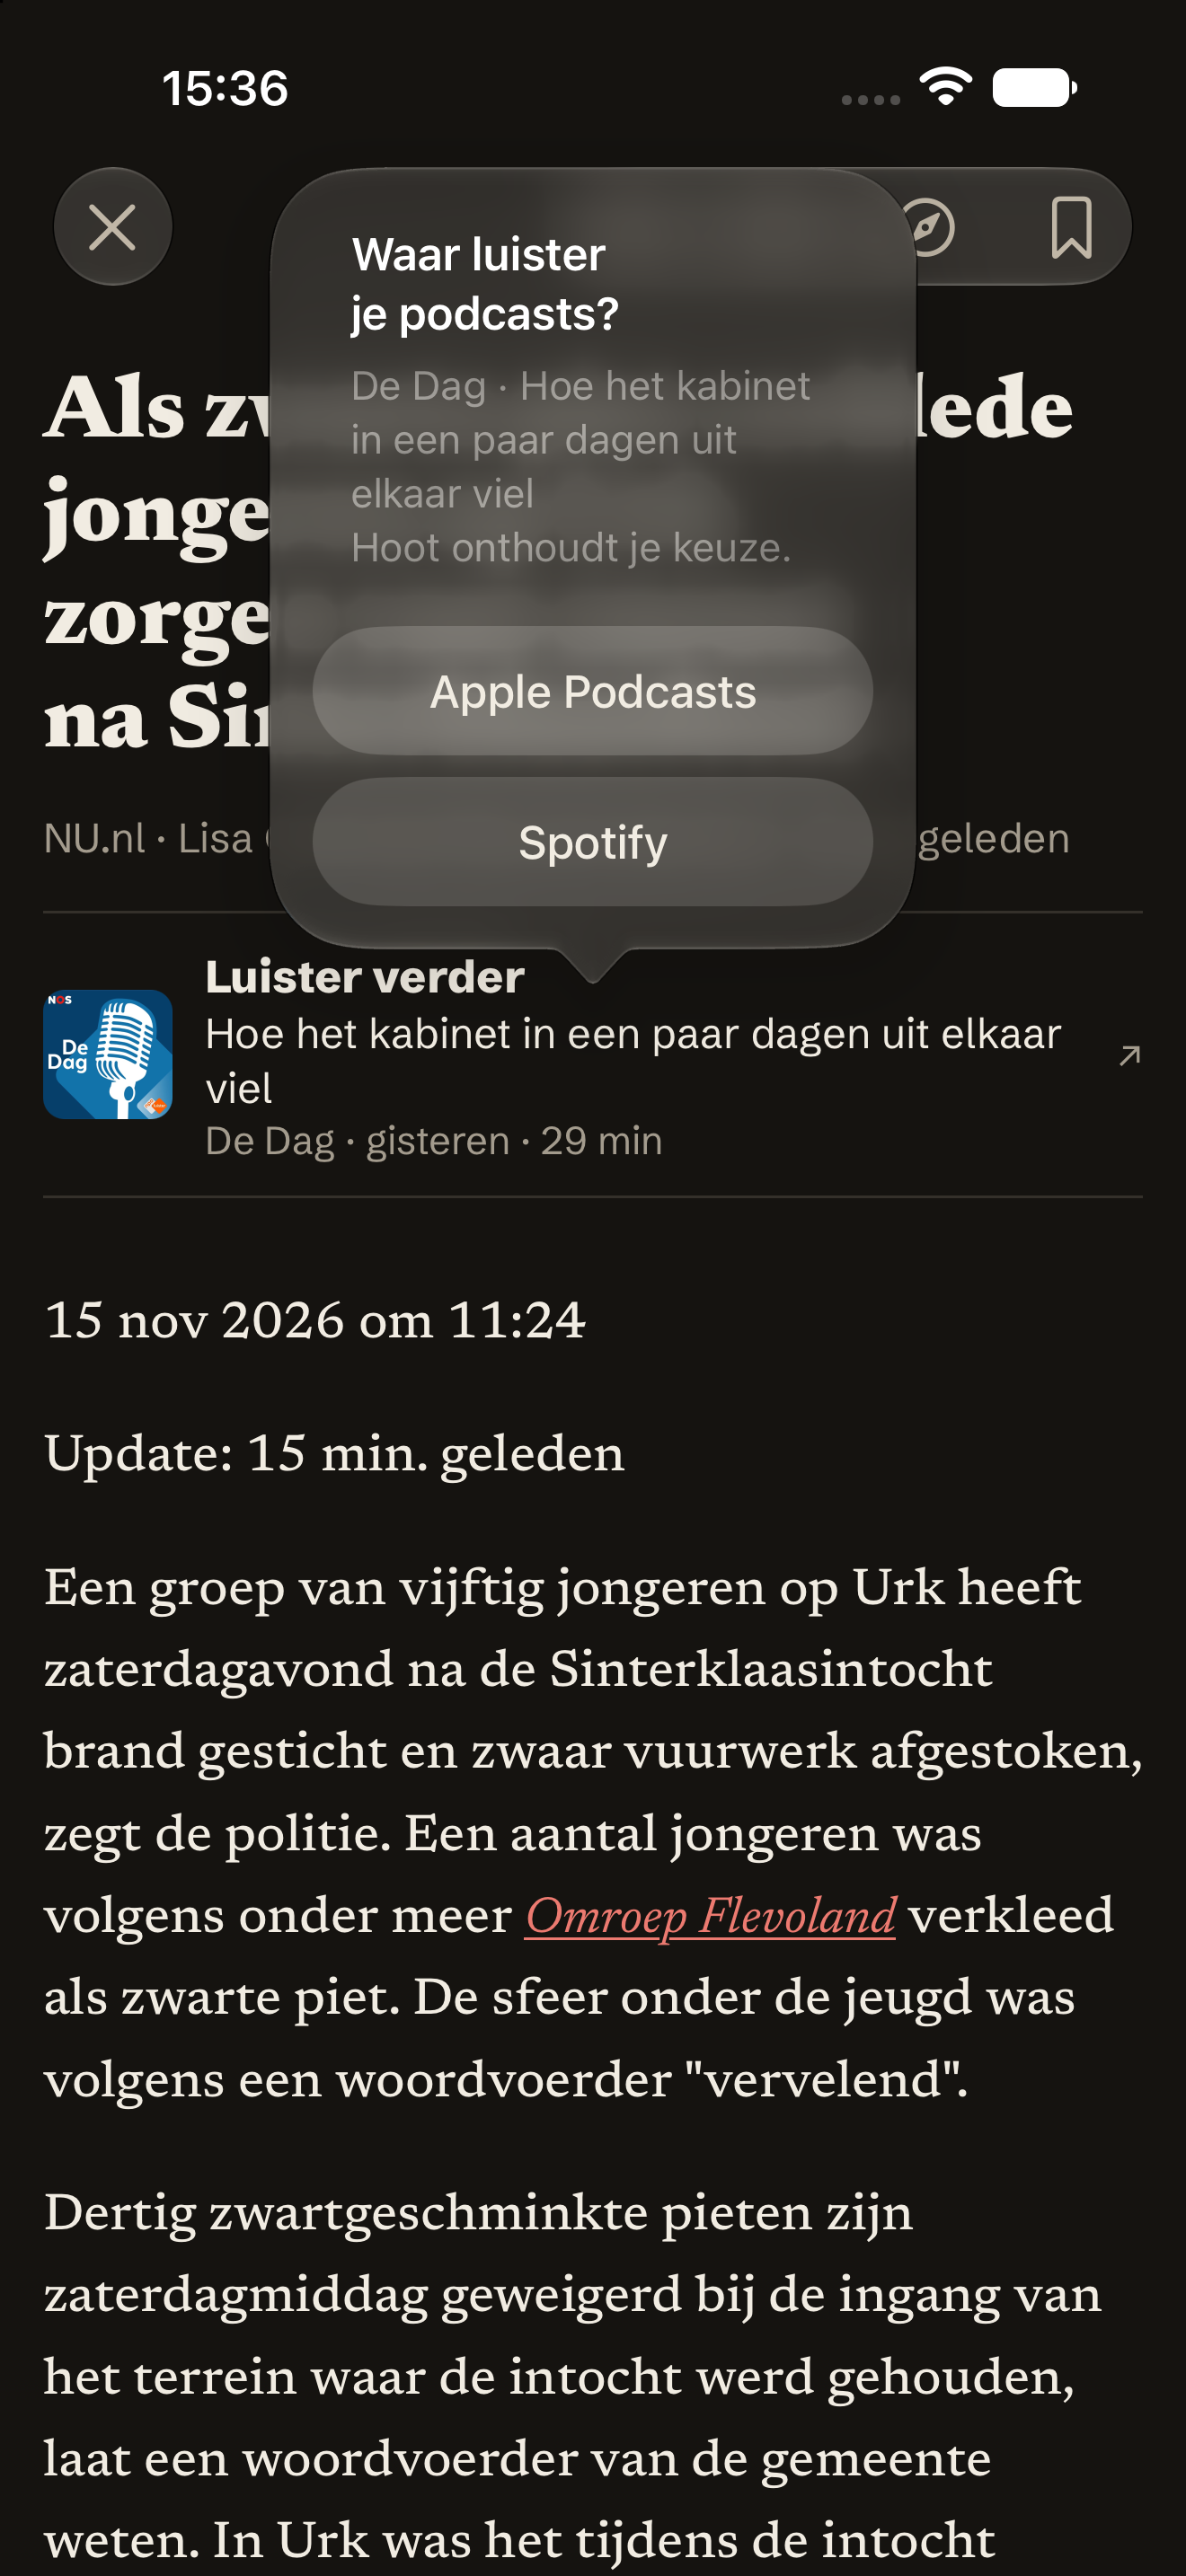 15:36
Waar luister
je podcasts?
De Dag · Hoe het kabinet
in een paar dagen uit
elkaar viel
Hoot onthoudt je keuze.
Apple Podcasts
Spotify
Als
lede
jonge
zorge
na
NU.nl · Lisa
geleden
NOS
De
Dag
Luister verder
Hoe het kabinet in een paar dagen uit elkaar
viel
De Dag · gisteren · 29 min
15 nov 2026 om 11:24
Update: 15 min. geleden
Een groep van vijftig jongeren op Urk heeft
zaterdagavond na de Sinterklaasintocht
brand gesticht en zwaar vuurwerk afgestoken,
zegt de politie. Een aantal jongeren was
volgens onder meer Omroep Flevoland verkleed
als zwarte piet. De sfeer onder de jeugd was
volgens een woordvoerder "vervelend".
Dertig zwartgeschminkte pieten zijn
zaterdagmiddag geweigerd bij de ingang van
het terrein waar de intocht werd gehouden,
laat een woordvoerder van de gemeente
weten. In Urk was het tijdens de intocht